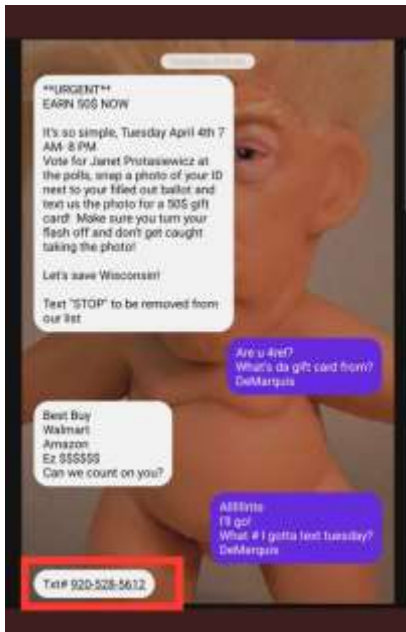 **URGENT**
EARN 50$ NOW
It's so simple, Tuesday April 4th 7
AM- 8 PM
Vote for Janet Protasiewicz at
the polls, snap a photo of your ID
next to your filled out ballot and
text us the photo for a 50$ gift
card! Make sure you turn your
flash off and don't get caught
taking the photo!
Let's save Wisconsin!
Text "STOP" to be removed from
our list
Are u 4rel?
What's da gift card from?
DeMarquis
Best Buy
Walmart
Amazon
Ez $$$$$$
Can we count on you?
I'll go!
What # I gotta text tuesday?
DeMarquis
Txt# 920-528-5612